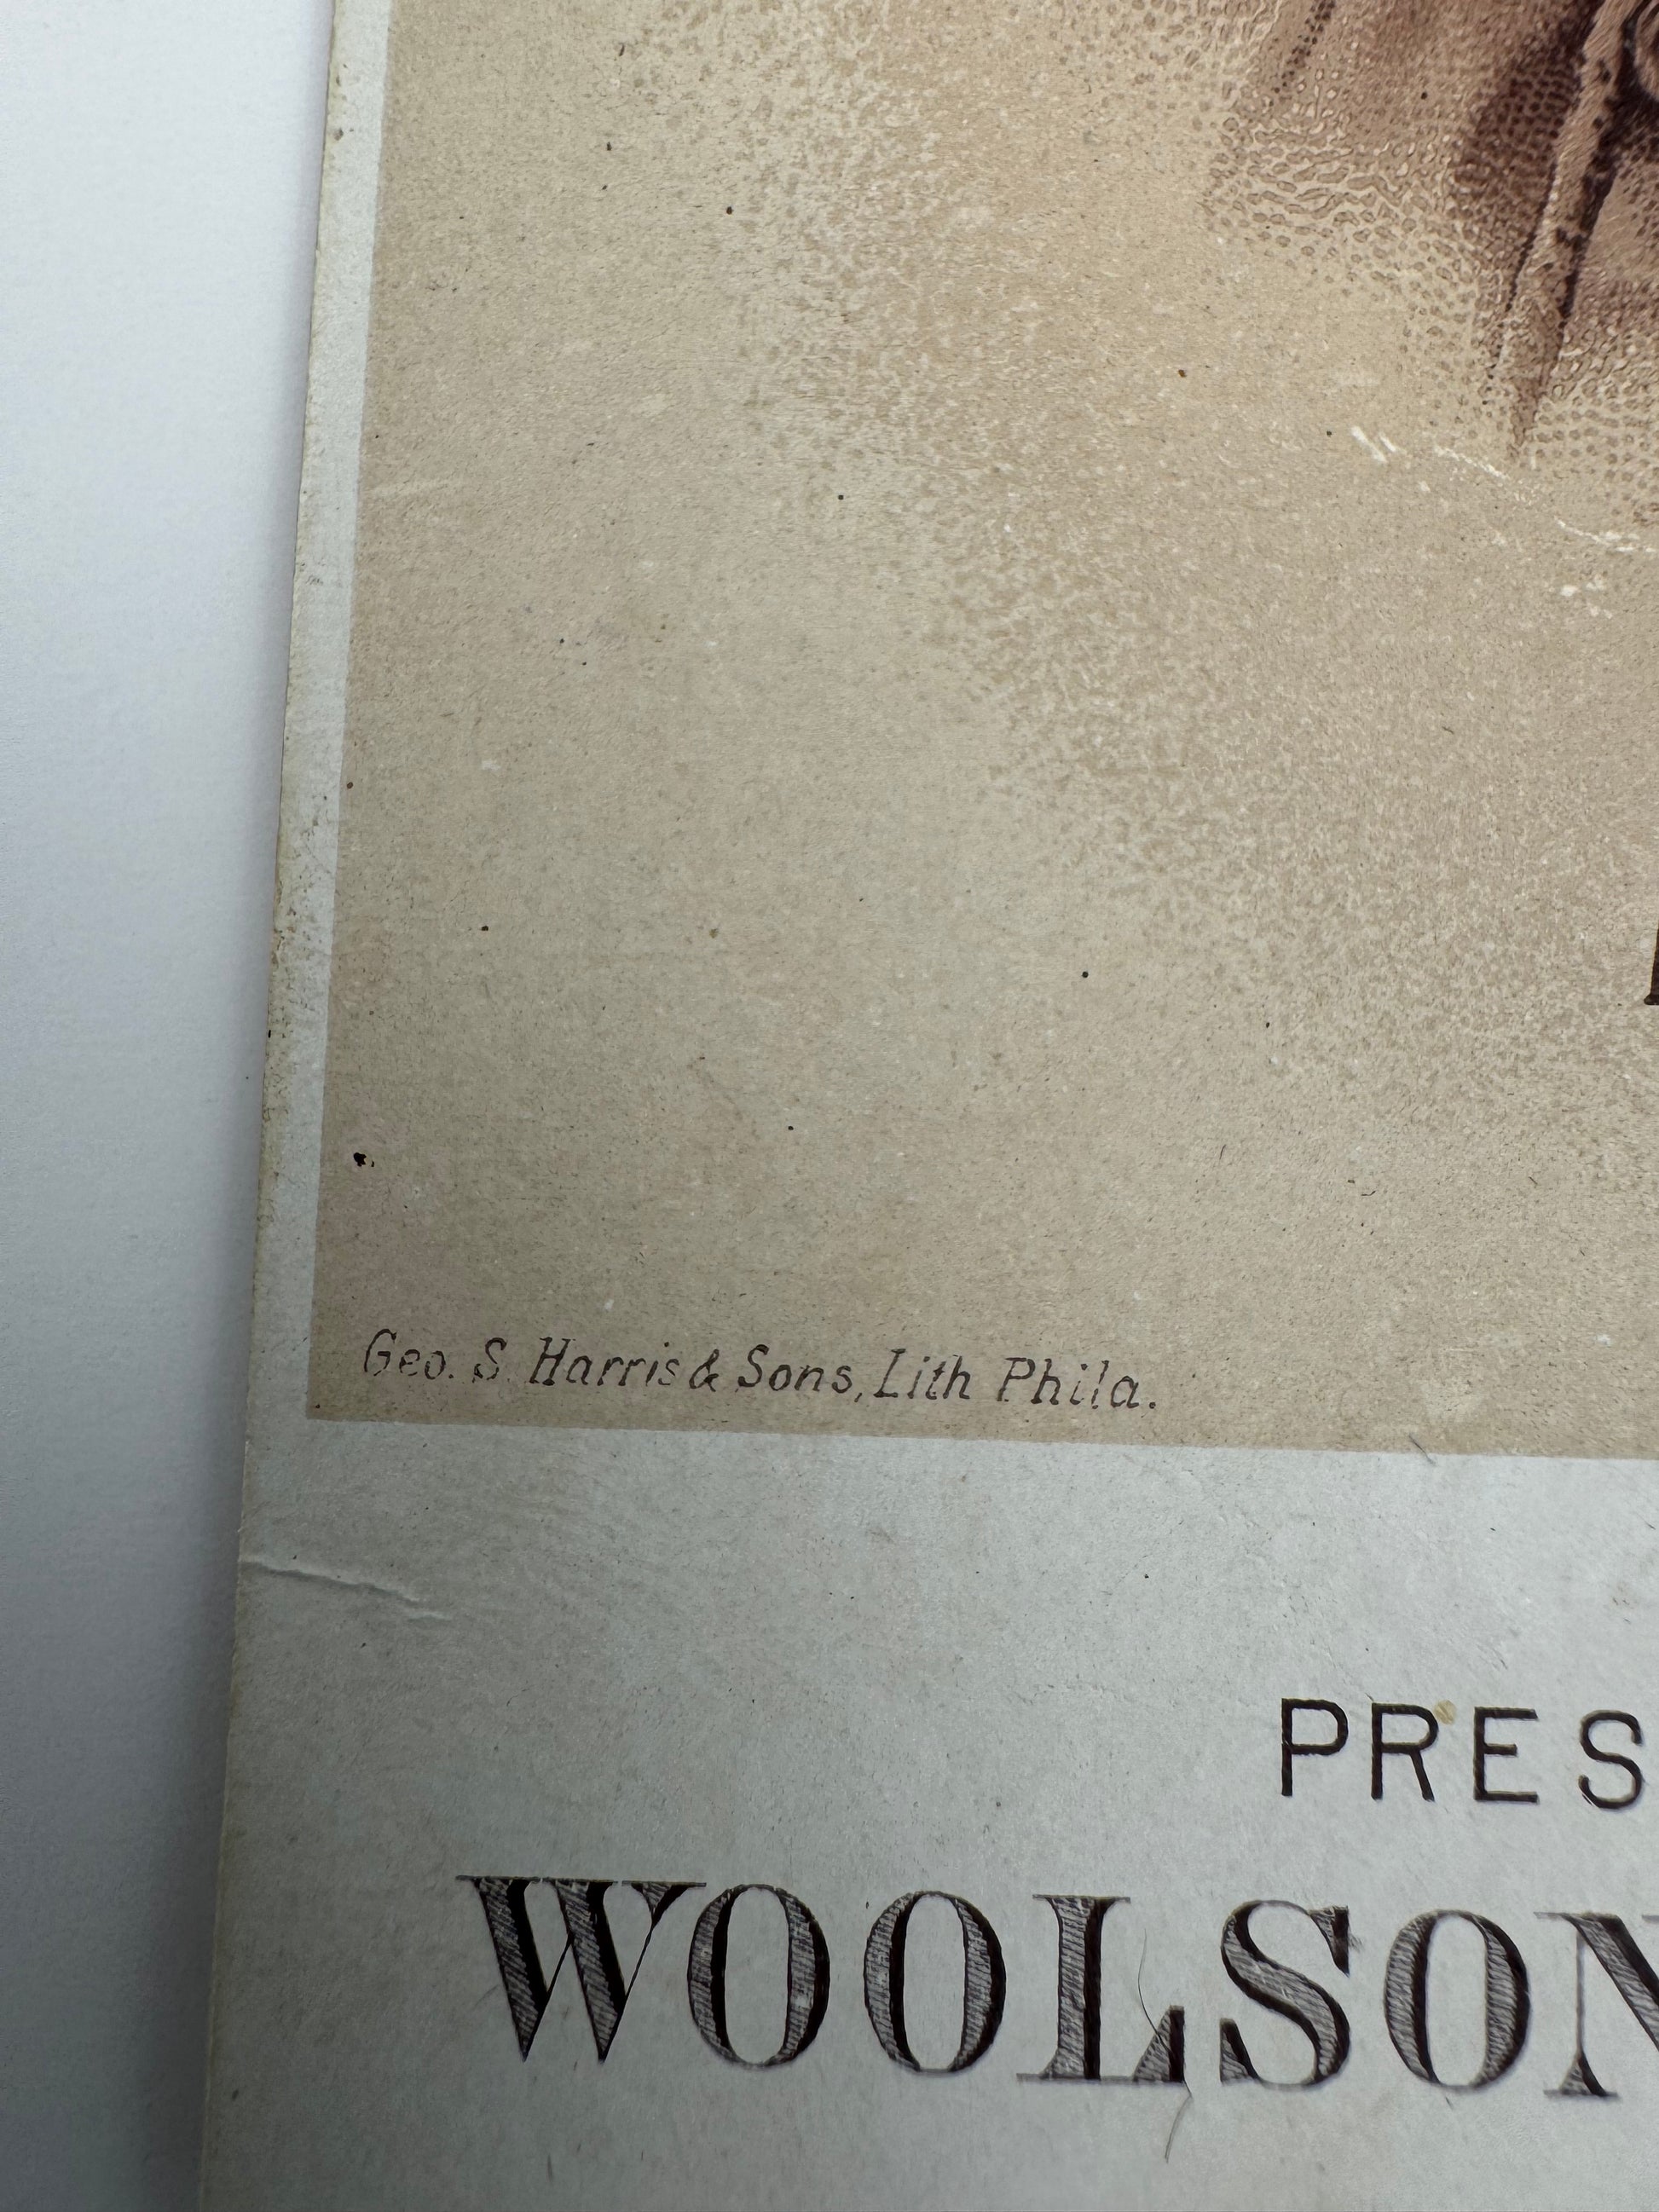 Geo. S. Harris & Sons, Lith Phila.
PRES
WOOLSON